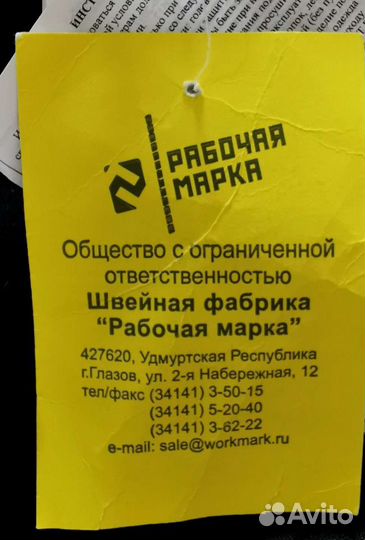 РАБОЧАЯ
МАРКА
Общество с ограниченной
ответственностью
Швейная фабрика
“Рабочая марка”
427620, Удмуртская Республика
г.Глазов, ул. 2-я Набережная, 12
тел/факс (34141) 3-50-15
(34141) 5-20-40
(34141) 3-62-22
e-mail: sale@workmark.ru
Avito